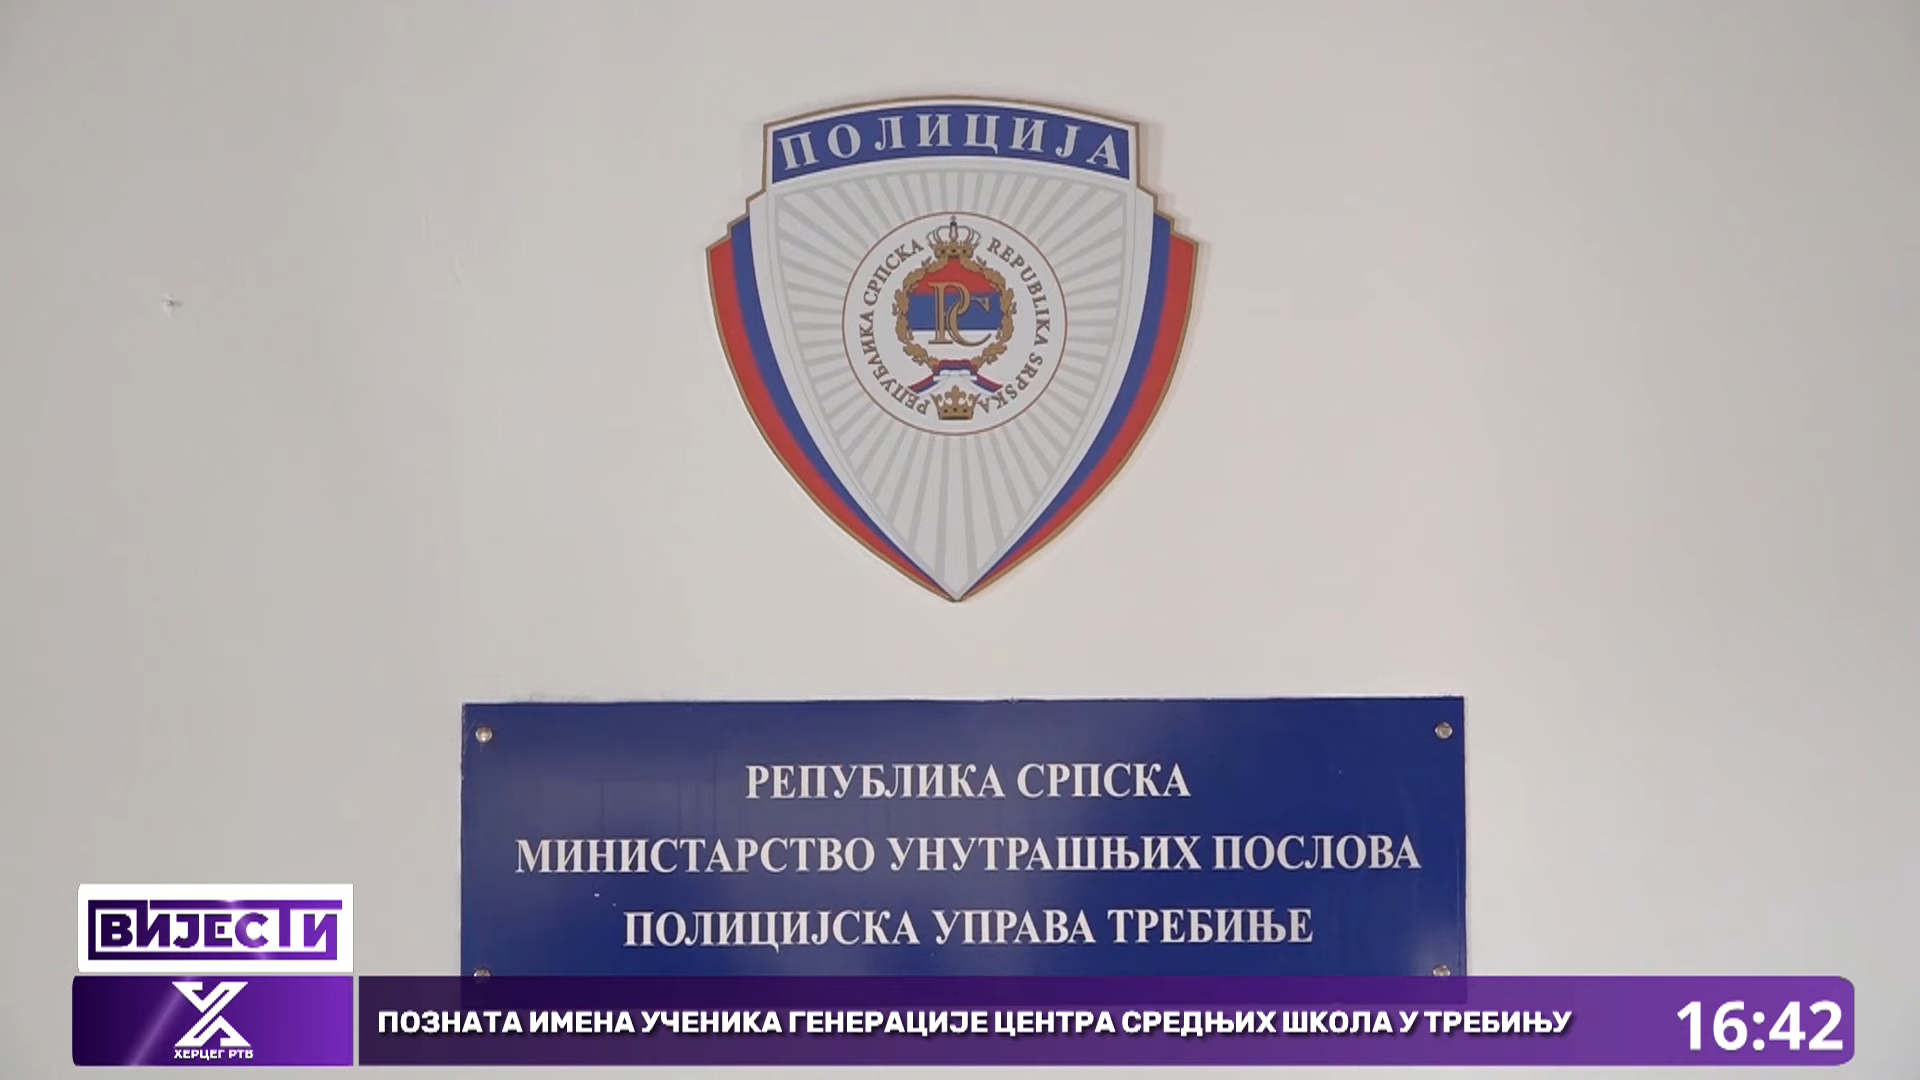 ПОЛИЦИЈА
РЕПУБЛИКА СРПСКА REPUBLIKA SRPSKA
РС
РЕПУБЛИКА СРПСКА
МИНИСТАРСТВО УНУТРАШЊИХ ПОСЛОВА
ПОЛИЦИЈСКА УПРАВА ТРЕБИЊЕ
ВИЈЕСТИ
ХЕРЦЕГ РТВ
ПОЗНАТА ИМЕНА УЧЕНИКА ГЕНЕРАЦИЈЕ ЦЕНТРА СРЕДЊИХ ШКОЛА У ТРЕБИЊУ
16:42